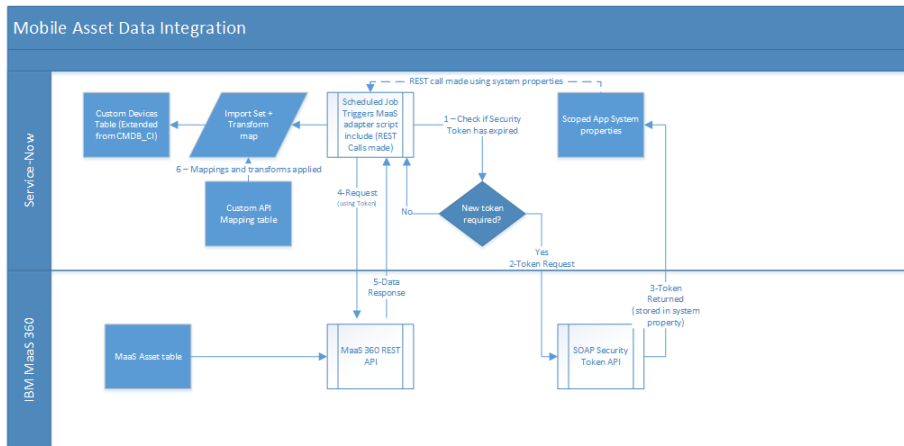 Mobile Asset Data Integration
Service-Now
REST call made using system properties
Custom Devices
Table (Extended
from CMDB_CI)
Import Set +
Transform
map
Scheduled Job
Triggers MaaS
adapter script
include (REST
Calls made)
1 – Check if Security
Token has expired
Scoped App System
properties
6 – Mappings and transforms applied
Custom API
Mapping table
4-Request
(using Token)
No
New token
required?
Yes
2-Token Request
IBM MaaS 360
5-Data
Response
3-Token
Returned
(stored in system
property)
MaaS Asset table
MaaS 360 REST
API
SOAP Security
Token API